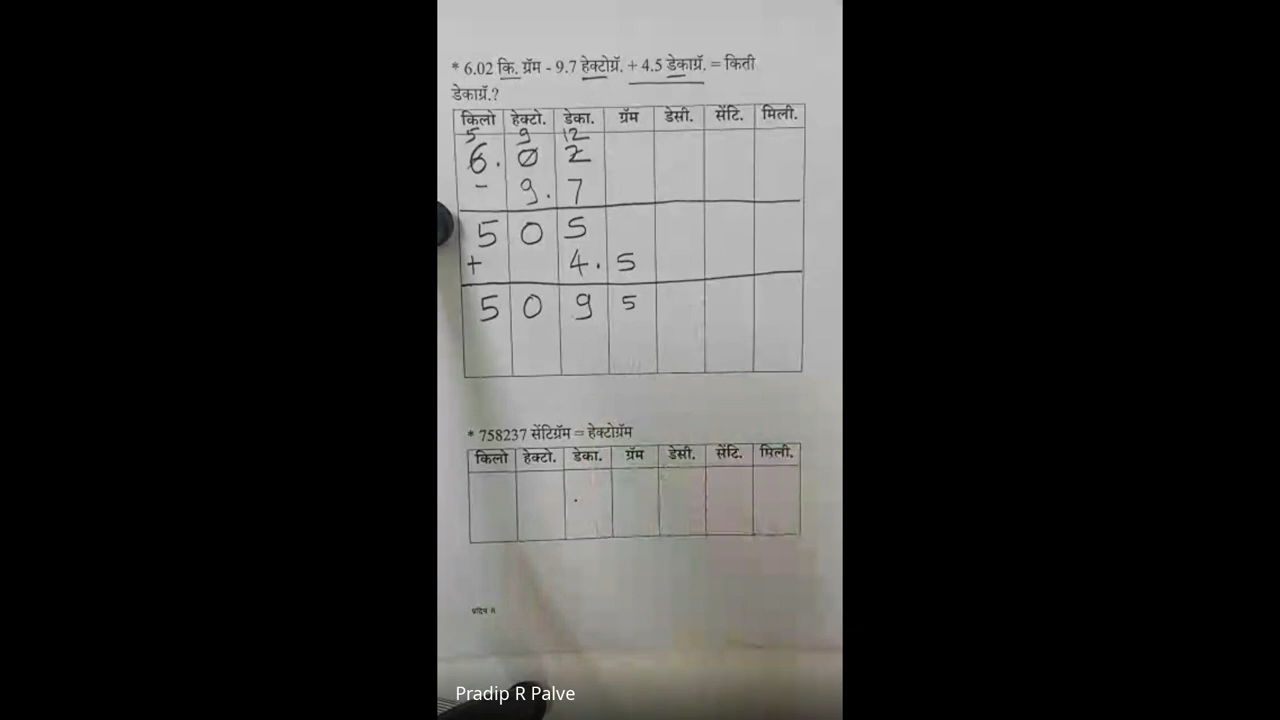 * 6.02 कि. ग्रॅम - 9.7 हेक्टोग्रॅ. + 4.5 डेकाग्रॅ. = किती
डेकाग्रॅ.?
किलो हेक्टो. डेका. ग्रॅम डेसी. सेंटि. मिली.
5 9 12
6. 0 2
- 9. 7
5 0 5
+ 4. 5
5 0 9 5
* 758237 सेंटिग्रॅम = हेक्टोग्रॅम
किलो हेक्टो. डेका. ग्रॅम डेसी. सेंटि. मिली.
Pradip R Palve